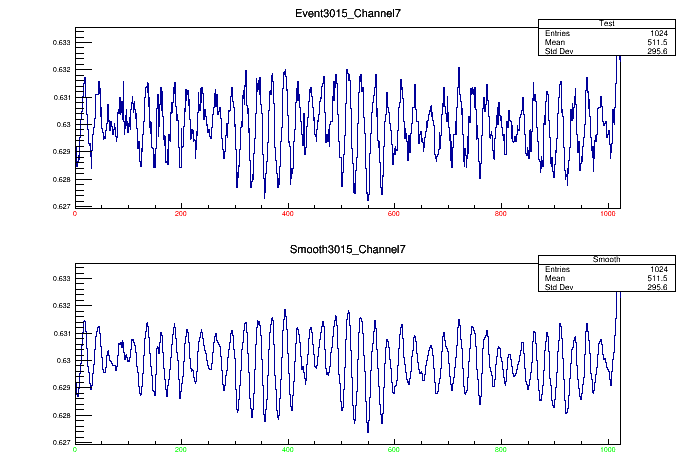 Event3015_Channel7
Test
Entries 1024
Mean 511.5
Std Dev 295.6
0.633
0.632
0.631
0.63
0.629
0.628
0.627
0 200 400 600 800 1000
Smooth3015_Channel7
Smooth
Entries 1024
Mean 511.5
Std Dev 295.6
0.633
0.632
0.631
0.63
0.629
0.628
0.627
0 200 400 600 800 1000